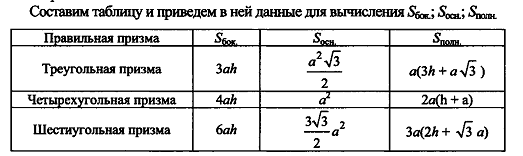 Составим таблицу и приведем в ней данные для вычисления Sбок.; Sосн.; Sполн.
Правильная призма Sбок. Sосн. Sполн.
Треугольная призма 3ah a²√3/2 a(3h + a√3 )
Четырехугольная призма 4ah a² 2a(h + a)
Шестиугольная призма 6ah 3√3/2 a² 3a(2h + √3 a)